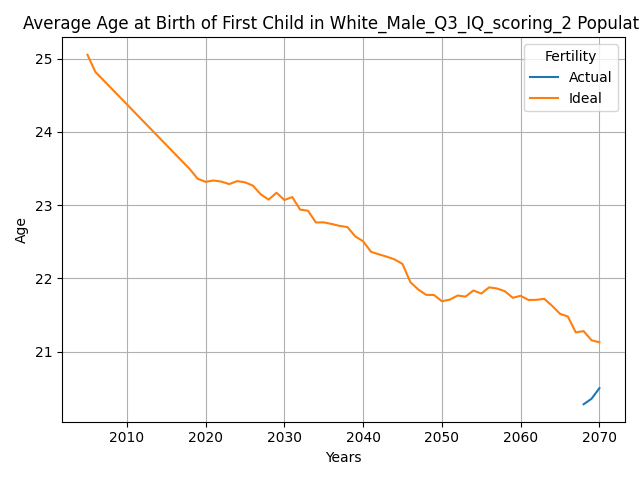 Average Age at Birth of First Child in White_Male_Q3_IQ_scoring_2 Populat
Fertility
Actual
Ideal
25
24
23
22
21
Age
2010 2020 2030 2040 2050 2060 2070
Years